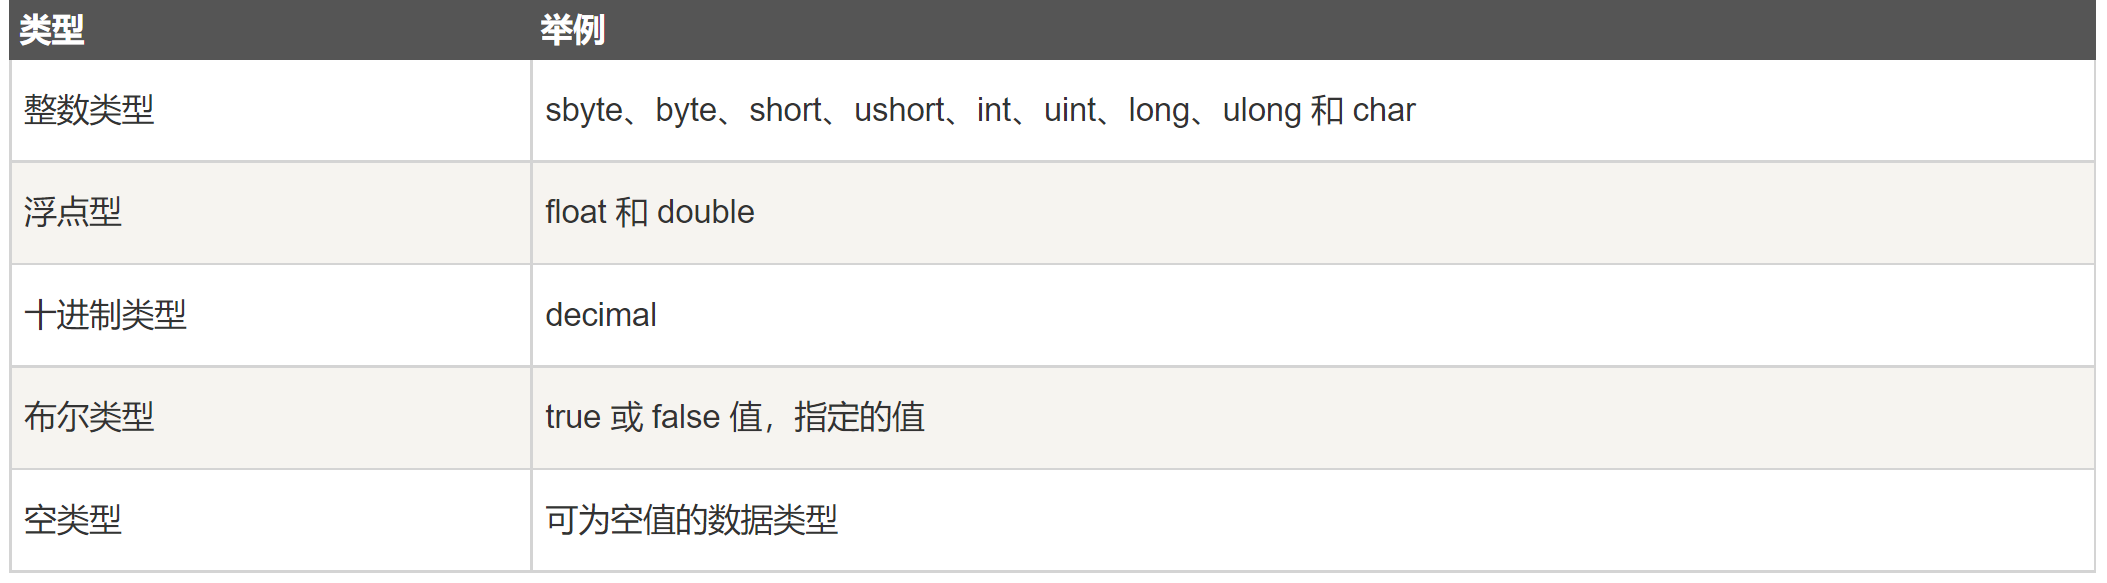 类型 举例
整数类型 sbyte、byte、short、ushort、int、uint、long、ulong 和 char
浮点型 float 和 double
十进制类型 decimal
布尔类型 true 或 false 值，指定的值
空类型 可为空值的数据类型